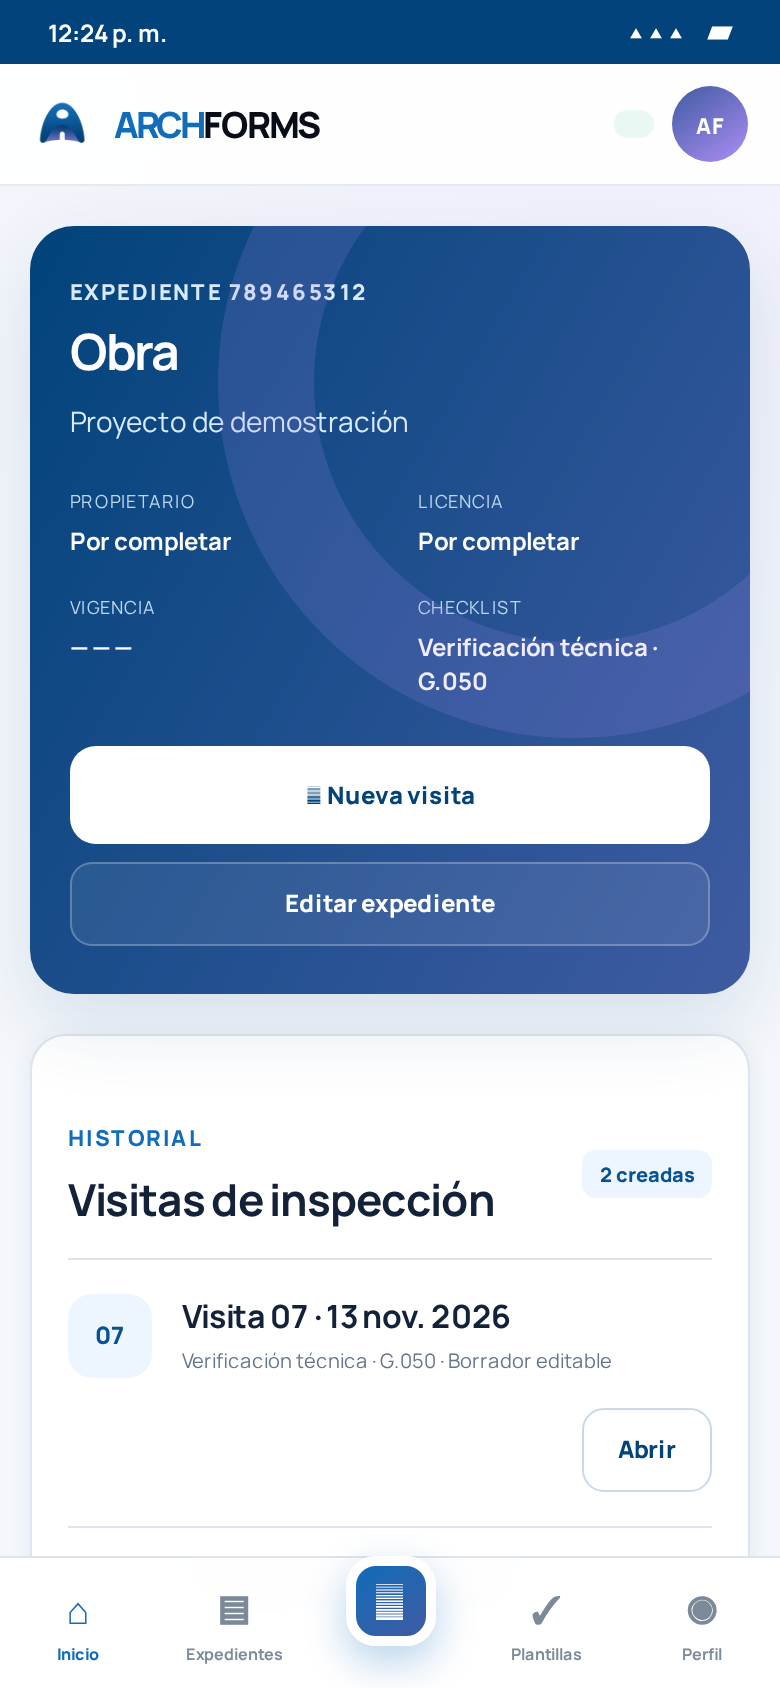 12:24 p. m.
ARCHFORMS
AF
EXPEDIENTE 789465312
Obra
Proyecto de demostración
PROPIETARIO
Por completar
LICENCIA
Por completar
VIGENCIA
———
CHECKLIST
Verificación técnica ·
G.050
Nueva visita
Editar expediente
HISTORIAL
Visitas de inspección
2 creadas
07
Visita 07 · 13 nov. 2026
Verificación técnica · G.050 · Borrador editable
Abrir
Inicio
Expedientes
Plantillas
Perfil